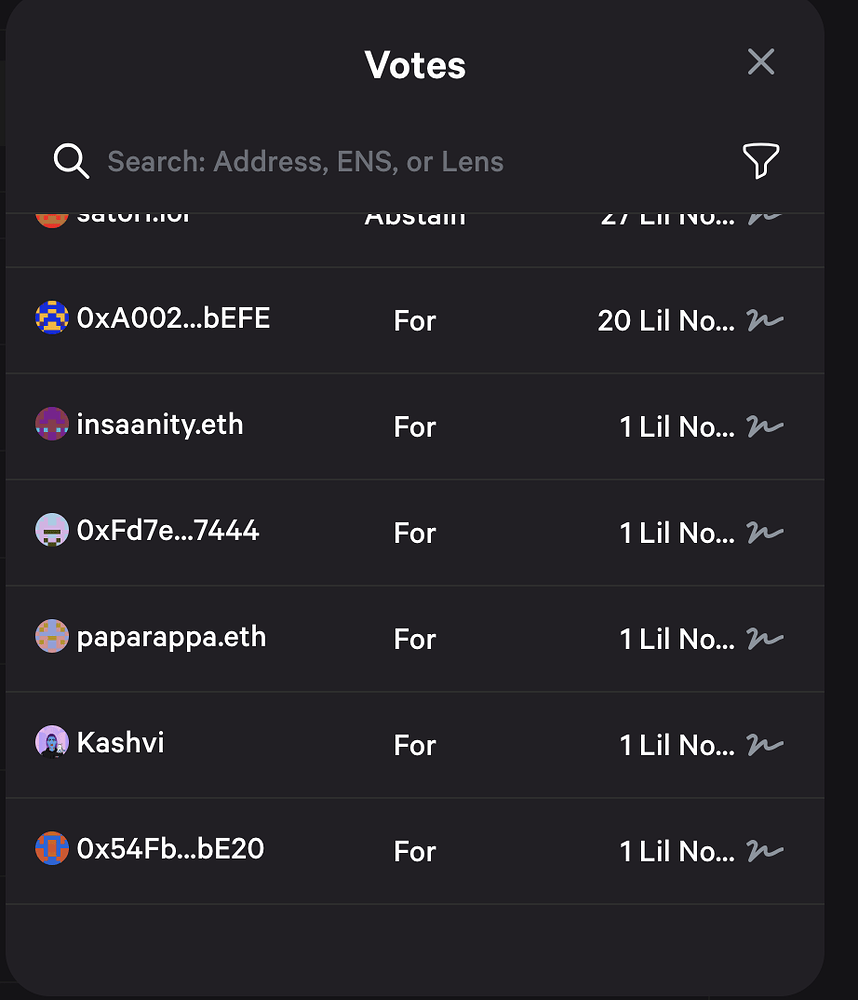 Votes
Search: Address, ENS, or Lens
satori.lol Abstain 27 Lil No...
0xA002...bEFE For 20 Lil No...
insaanity.eth For 1 Lil No...
0xFd7e...7444 For 1 Lil No...
paparappa.eth For 1 Lil No...
Kashvi For 1 Lil No...
0x54Fb...bE20 For 1 Lil No...